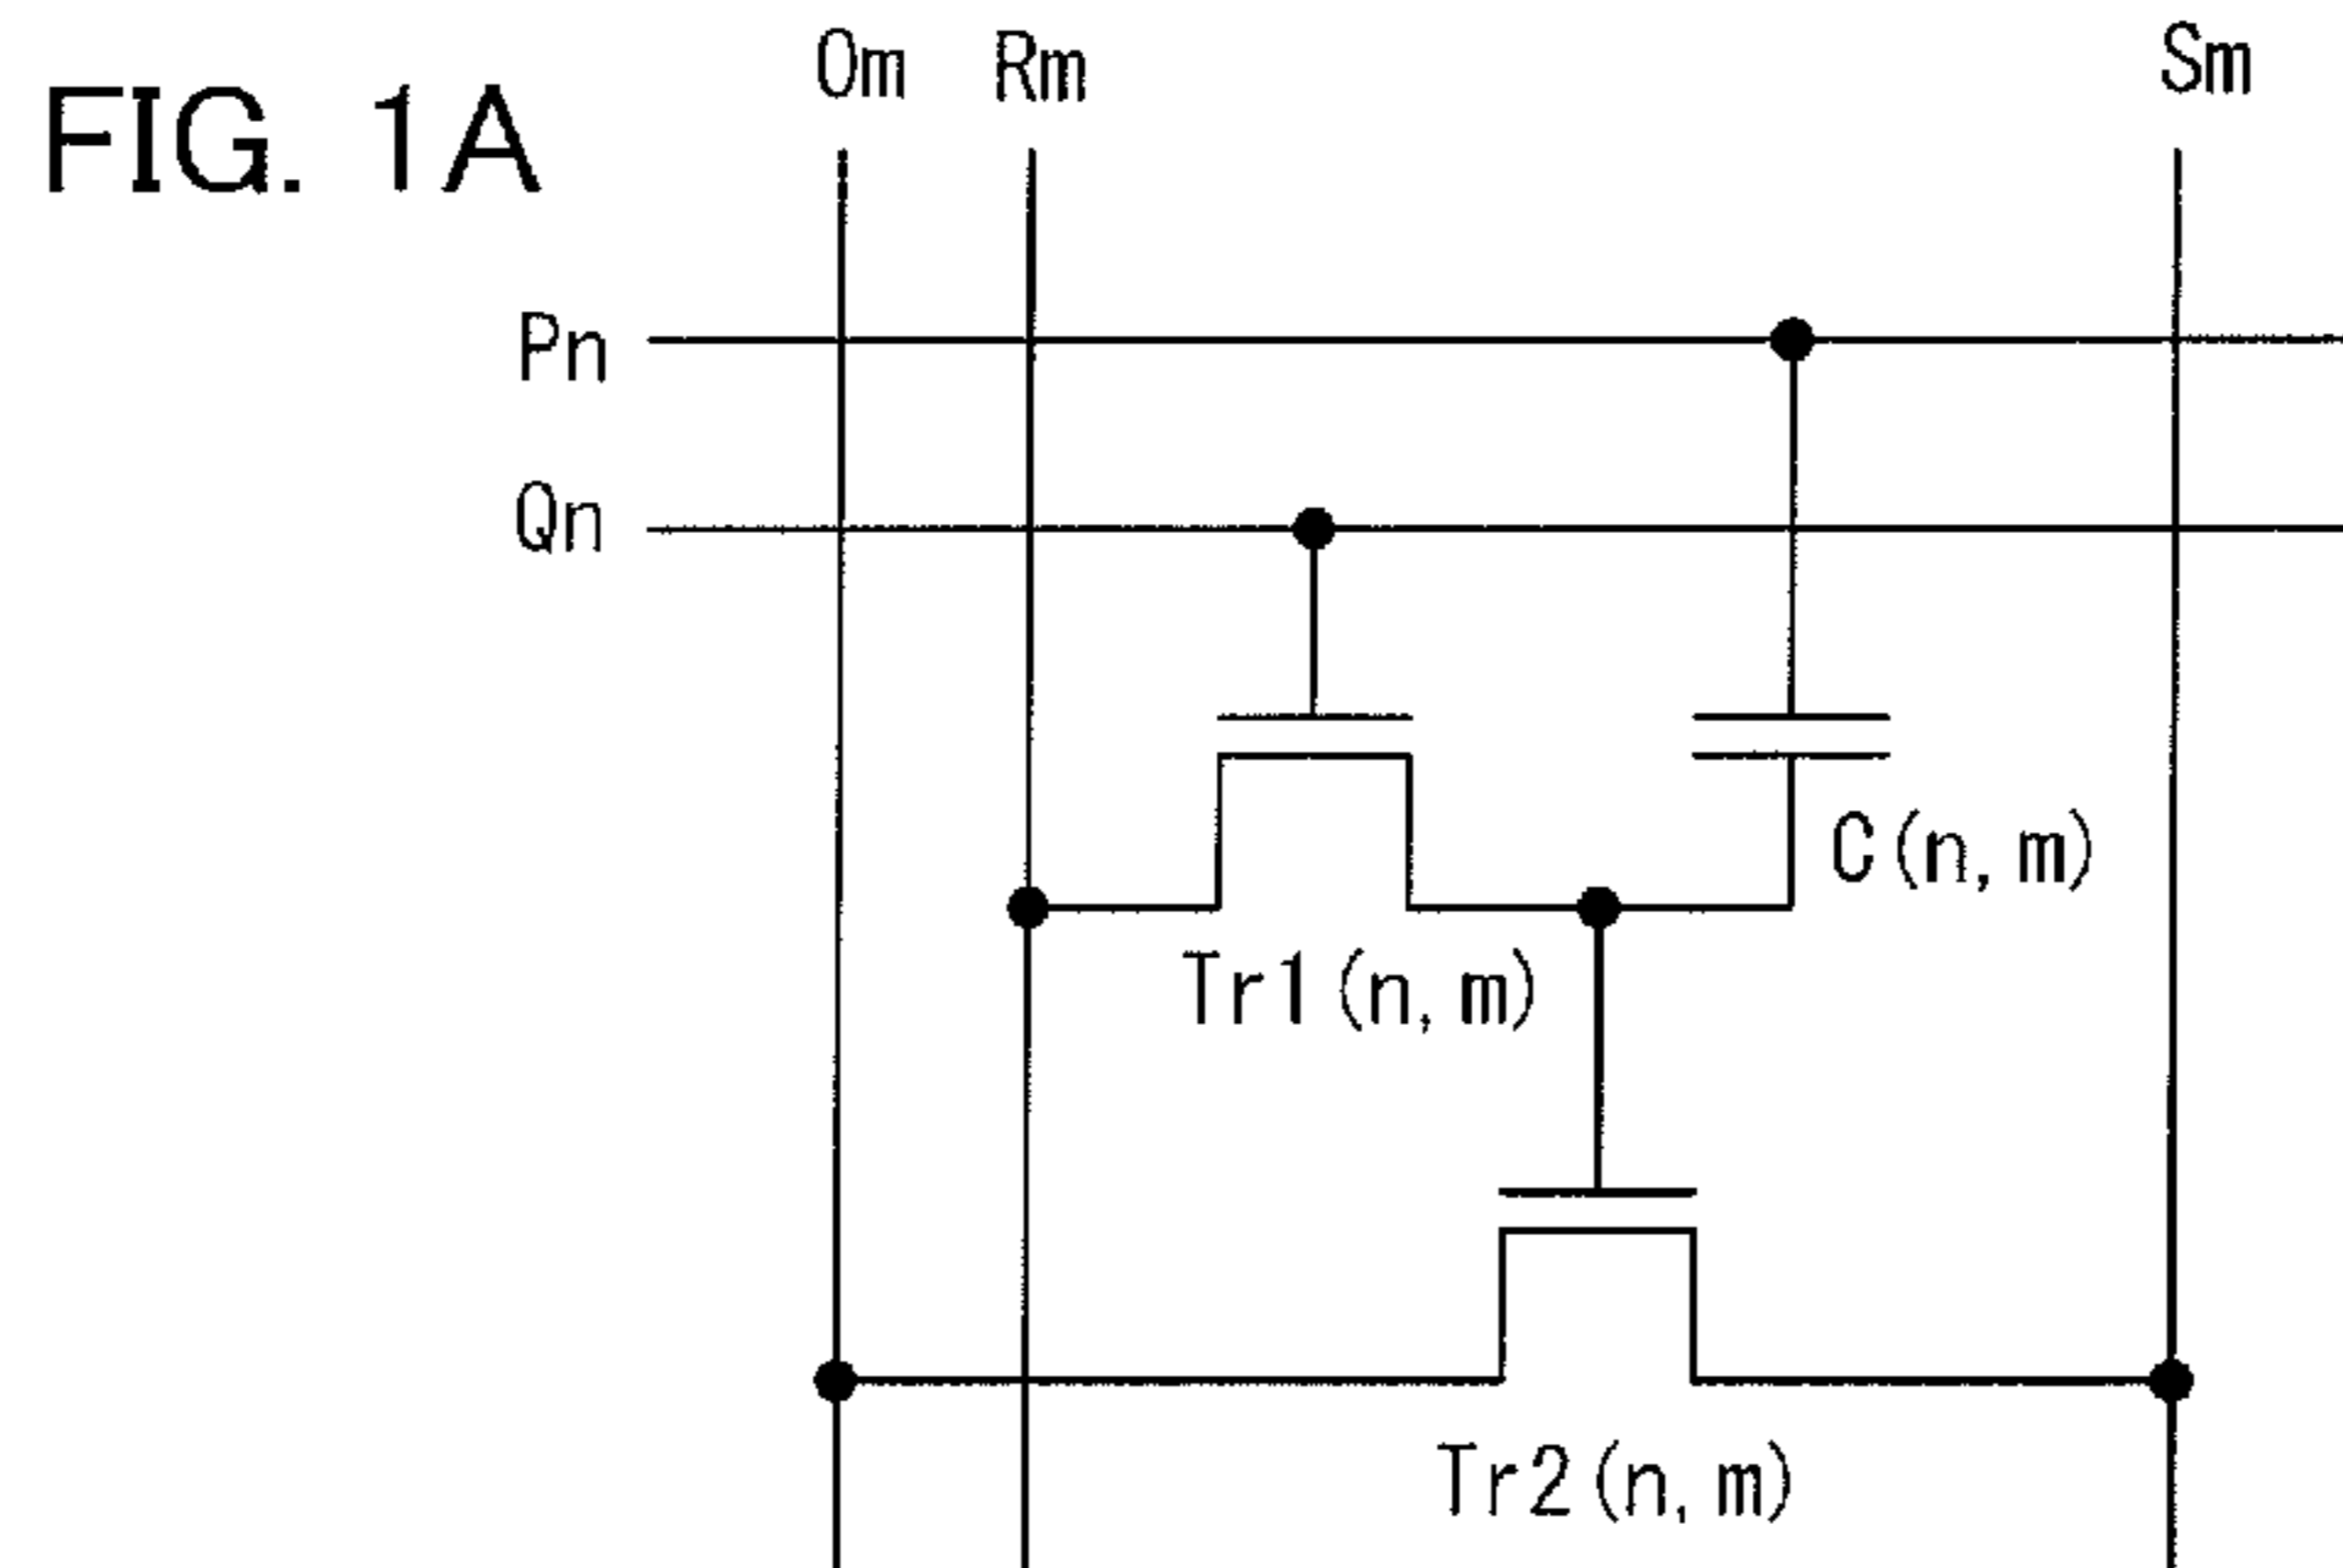 FIG. 1A
Om Rm Sm
Pn
Qn
C(n, m)
Tr1(n, m)
Tr2(n, m)